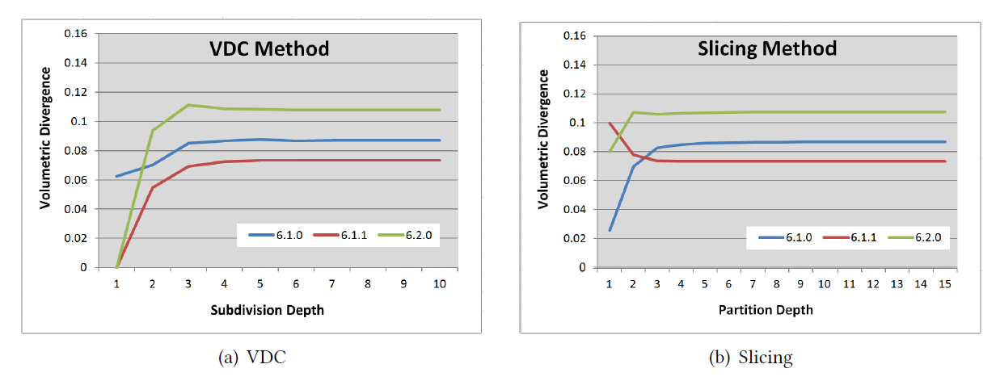 VDC Method
Volumetric Divergence
0.16
0.14
0.12
0.1
0.08
0.06
0.04
0.02
0
1 2 3 4 5 6 7 8 9 10
Subdivision Depth
6.1.0 6.1.1 6.2.0
(a) VDC
Slicing Method
Volumetric Divergence
0.16
0.14
0.12
0.1
0.08
0.06
0.04
0.02
0
1 2 3 4 5 6 7 8 9 10 11 12 13 14 15
Partition Depth
6.1.0 6.1.1 6.2.0
(b) Slicing